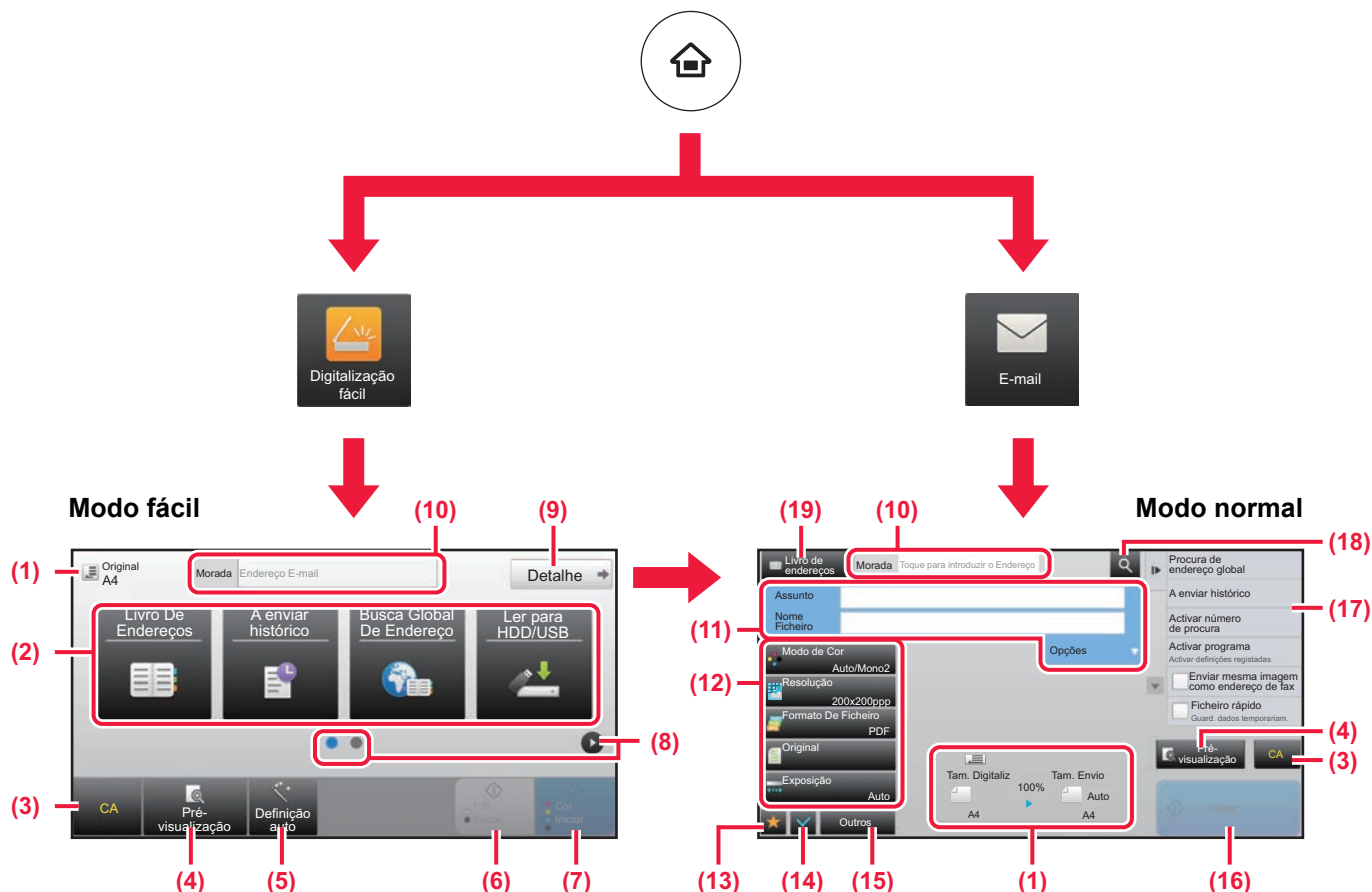 Digitalização
fácil
E-mail
Modo fácil
(10)
(9)
(1)
Original
A4
Morada
Endereço E-mail
Detalhe
(2)
Livro De
Endereços
A enviar
histórico
Busca Global
De Endereço
Ler para
HDD/USB
(8)
(3)
CA
Pré-
visualização
Definição
auto
Iniciar
Cor
Iniciar
(4)
(5)
(6)
(7)
Modo normal
(19)
(10)
(18)
Livro de
endereços
Morada
Toque para introduzir o Endereço
Procura de
endereço global
A enviar histórico
(17)
Activar número
de procura
Activar programa
Activar definições registadas
Enviar mesma imagem
como endereço de fax
Ficheiro rápido
Guard. dados temporariam.
(11)
Assunto
Nome
Ficheiro
Opções
(12)
Modo de Cor
Auto/Mono2
Resolução
200x200ppp
Formato De Ficheiro
PDF
Original
Exposição
Auto
(4)
Pré-
visualização
CA
(3)
Tam. Digitaliz
100%
Tam. Envio
Auto
A4
A4
Outros
(13)
(14)
(15)
(1)
(16)